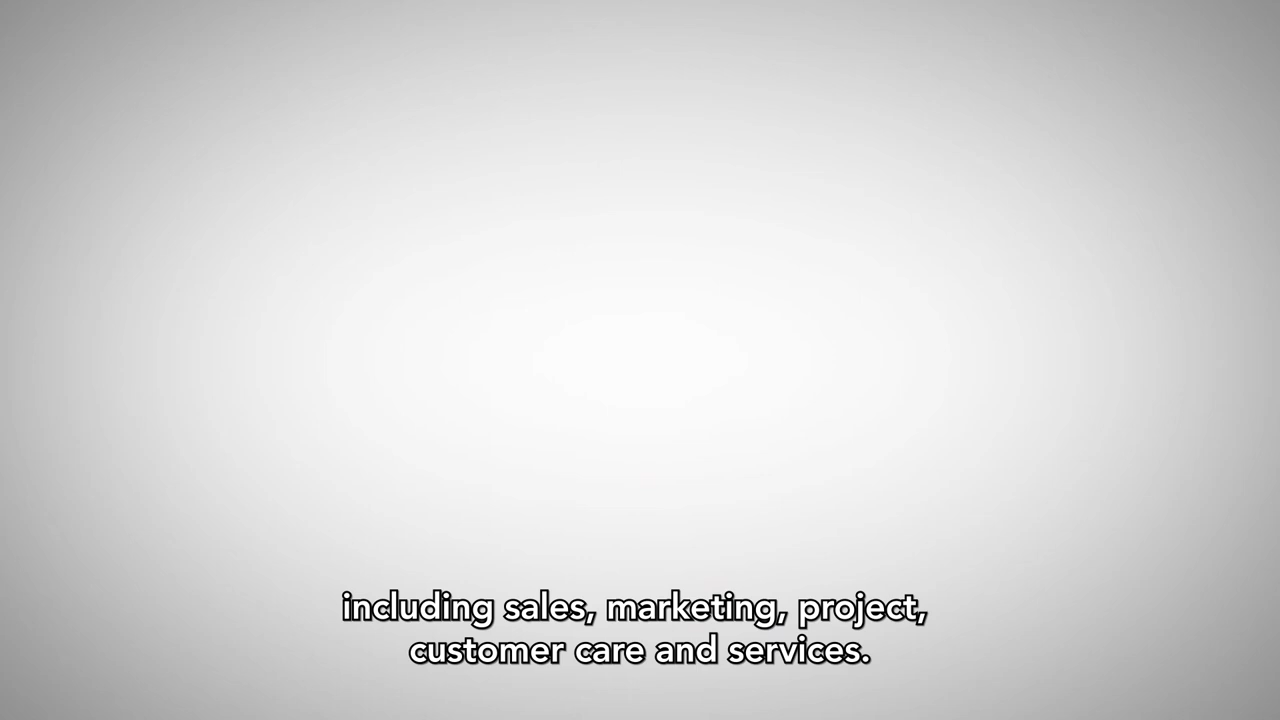 including sales, marketing, project,
customer care and services.